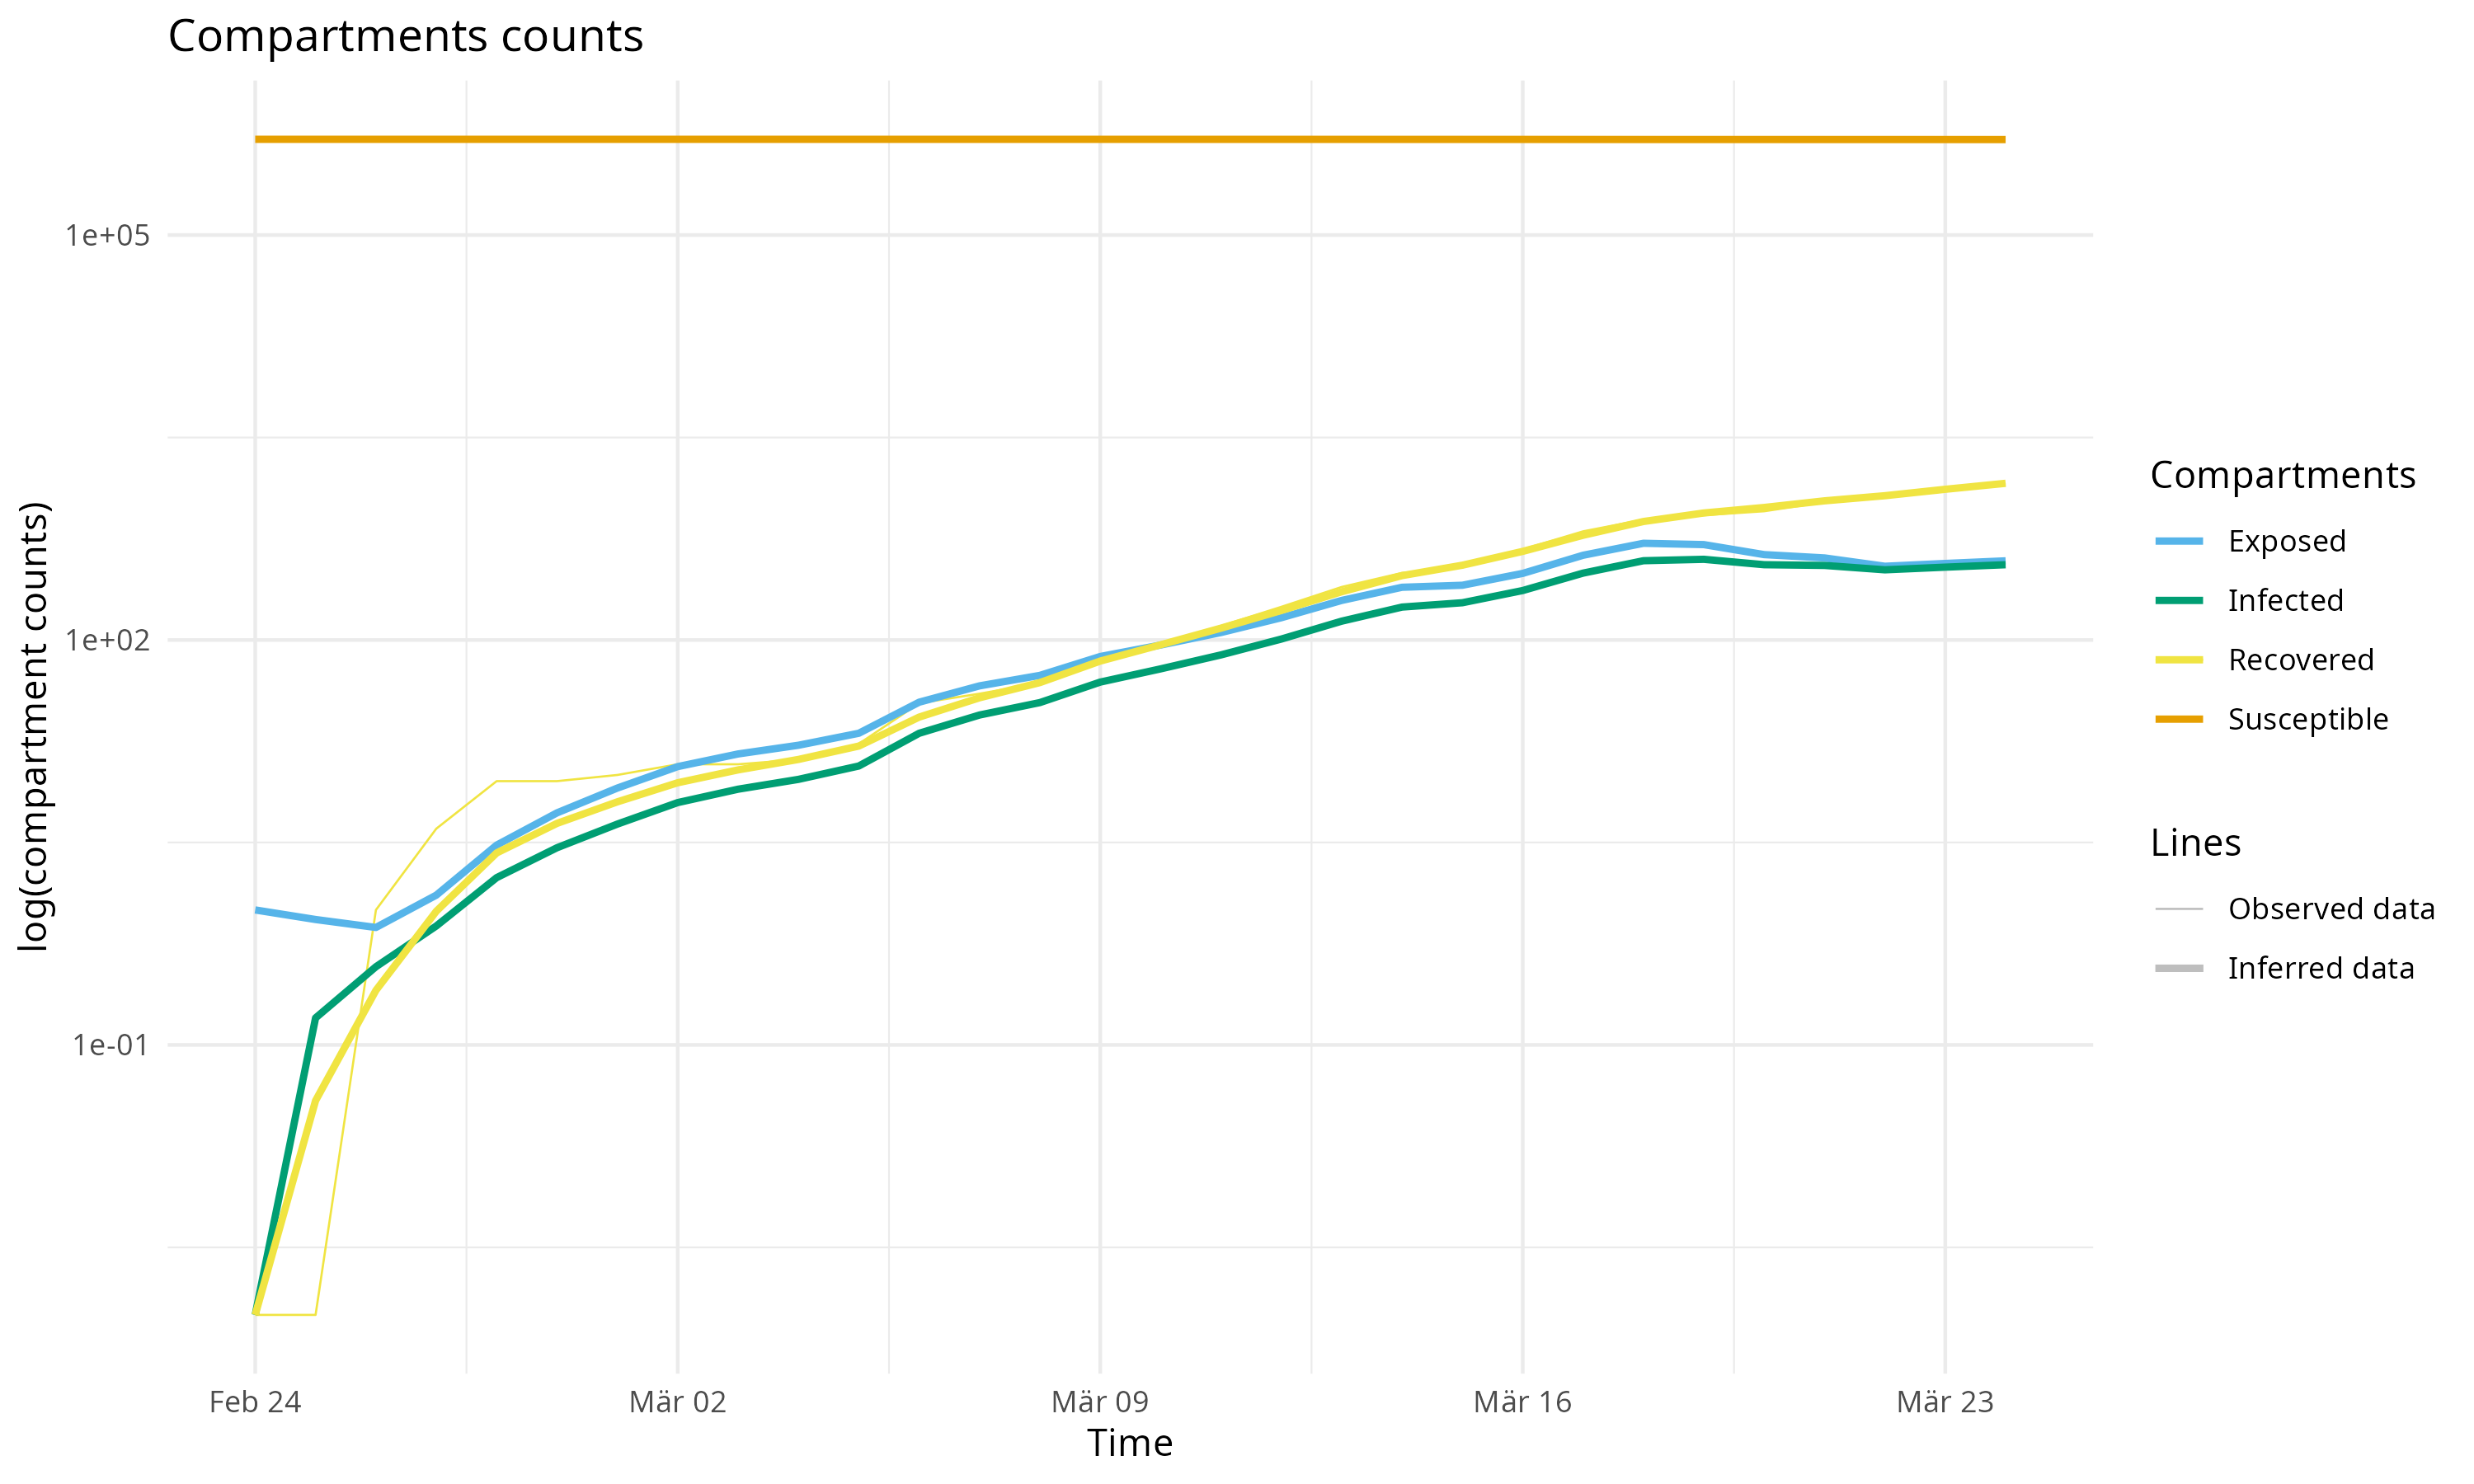 Compartments counts
log(compartment counts)
1e+05
1e+02
1e-01
Feb 24
Mär 02
Mär 09
Mär 16
Mär 23
Time
Compartments
Exposed
Infected
Recovered
Susceptible
Lines
Observed data
Inferred data